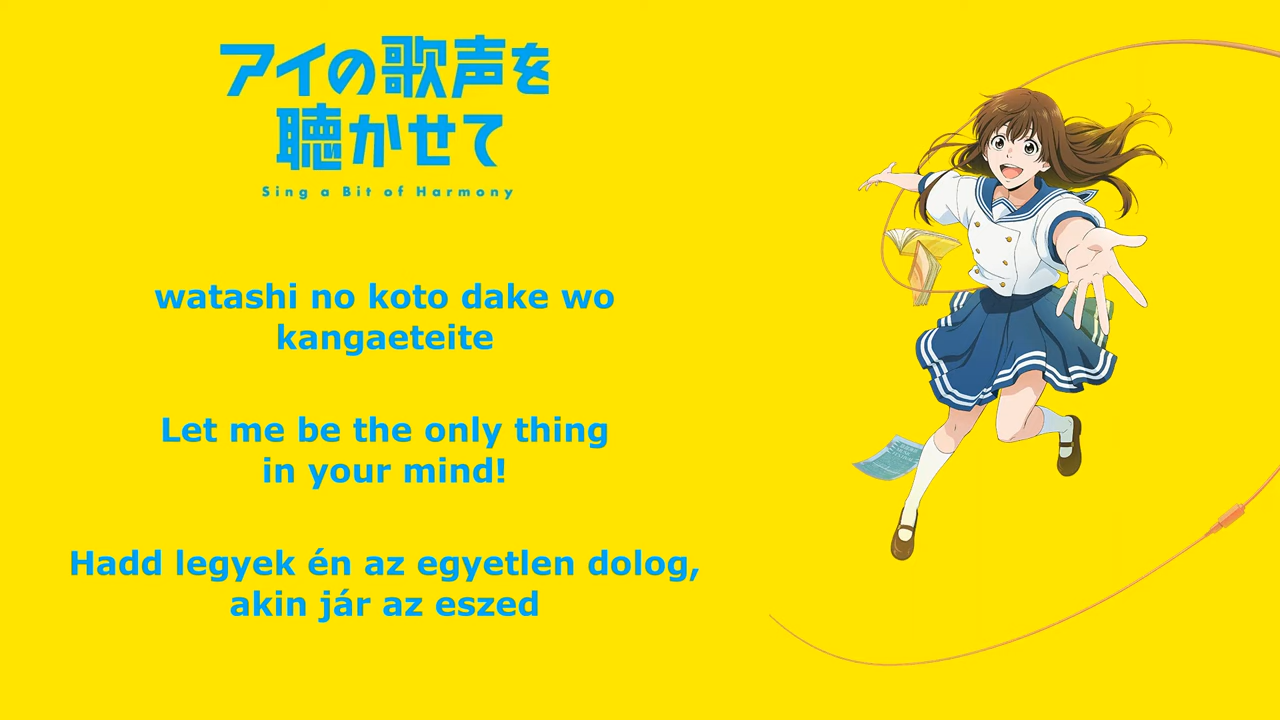 アイの歌声を
聴かせて
Sing a Bit of Harmony
watashi no koto dake wo
kangaeteite
Let me be the only thing
in your mind!
Hadd legyek én az egyetlen dolog,
akin jár az eszed